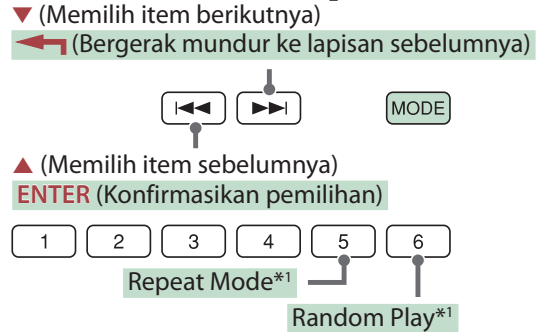 ▼ (Memilih item berikutnya)
(Bergerak mundur ke lapisan sebelumnya)
MODE
▲ (Memilih item sebelumnya)
ENTER (Konfirmasikan pemilihan)
1 2 3 4 5 6
Repeat Mode*1
Random Play*1